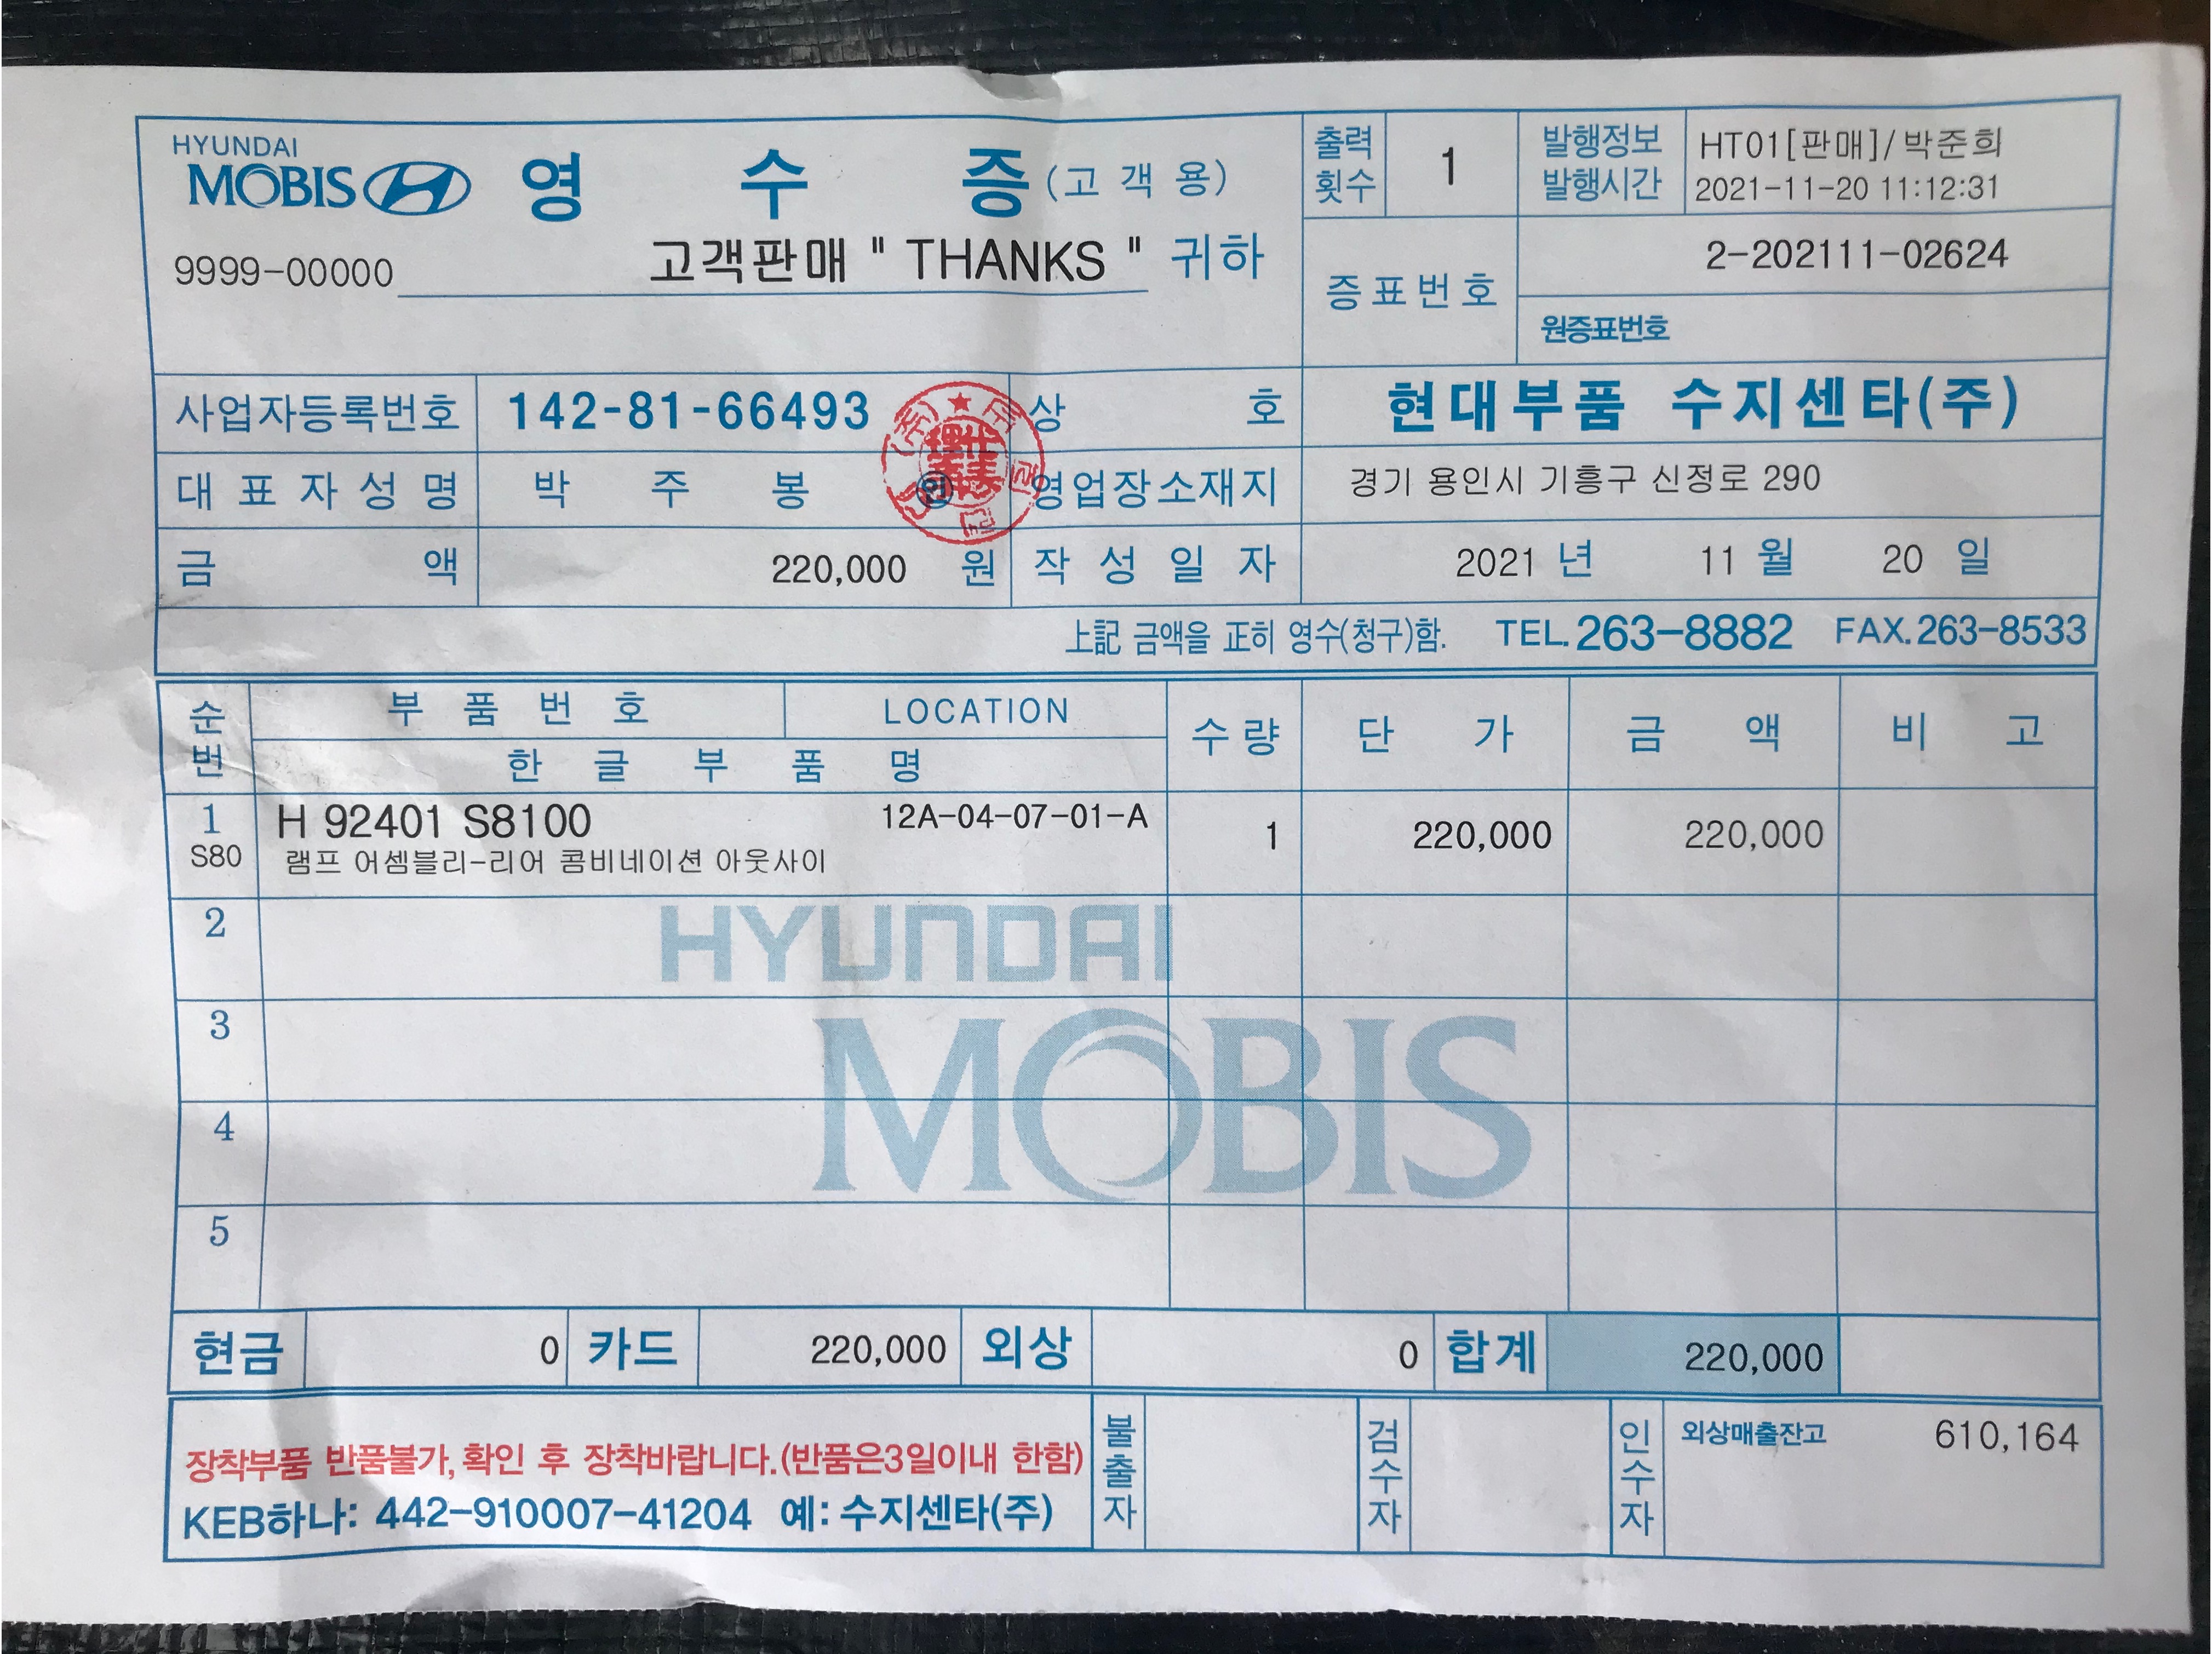 HYUNDAI
MOBIS 영 수 증 (고 객 용)
출력 횟수 1
발행정보 HT01[판매]/박준희
발행시간 2021-11-20 11:12:31
9999-00000 고객판매 " THANKS " 귀하
증표번호 2-202111-02624
원증표번호
사업자등록번호 142-81-66493 상 호 현대부품 수지센타(주)
대표자성명 박 주 봉 ㊞ 영업장소재지 경기 용인시 기흥구 신정로 290
금 액 220,000 원 작성일자 2021 년 11 월 20 일
上記 금액을 正히 영수(청구)함. TEL.263-8882 FAX.263-8533
순번 부품번호 LOCATION 수량 단가 금액 비고
한글부품명
1 H 92401 S8100 12A-04-07-01-A 1 220,000 220,000
S80 램프 어셈블리-리어 콤비네이션 아웃사이
2
HYUNDAI
3
MOBIS
4
5
현금 0 카드 220,000 외상 0 합계 220,000
장착부품 반품불가, 확인 후 장착바랍니다.(반품은3일이내 한함)
KEB하나: 442-910007-41204 예: 수지센타(주)
불출자 검수자 인수자 외상매출잔고 610,164